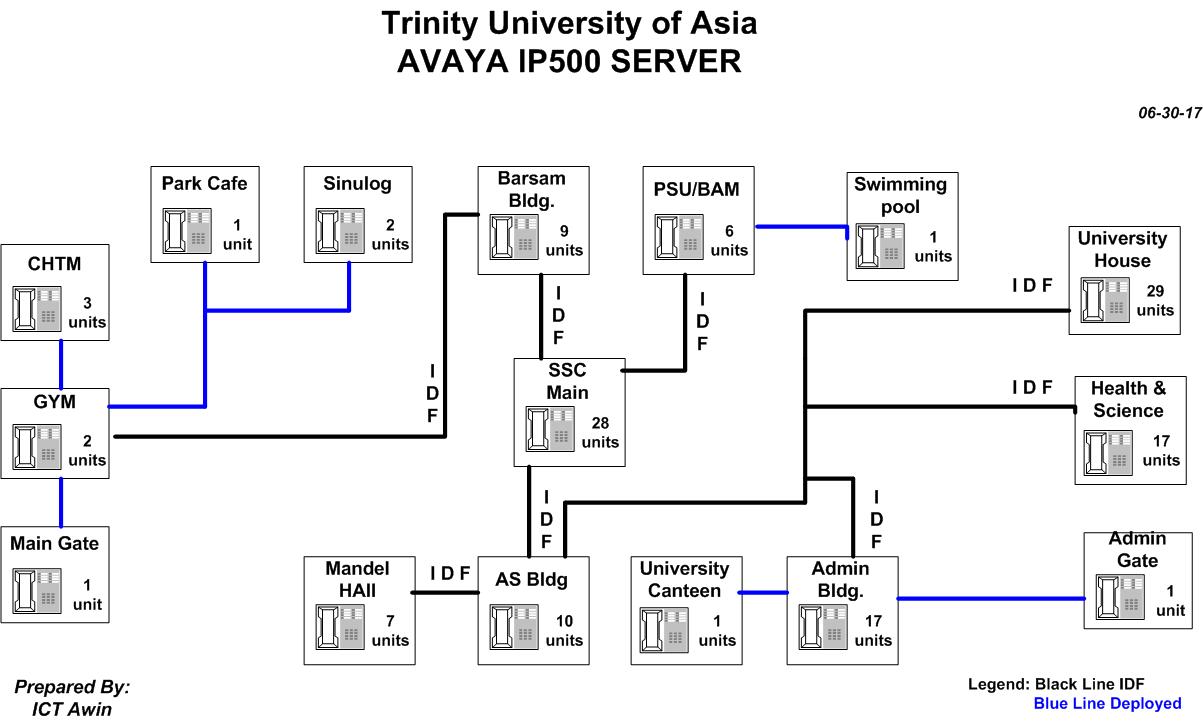 Trinity University of Asia
AVAYA IP500 SERVER
06-30-17
Park Cafe
1
unit
Sinulog
2
units
Barsam
Bldg.
9
units
PSU/BAM
6
units
Swimming
pool
1
units
University
House
29
units
CHTM
3
units
I D F
I
D
F
I
D
F
SSC
Main
28
units
I
D
F
GYM
2
units
I D F
Health &
Science
17
units
I
D
F
I
D
F
Main Gate
1
unit
Mandel
HAll
7
units
I D F
AS Bldg
10
units
University
Canteen
1
units
Admin
Bldg.
17
units
Admin
Gate
1
unit
Prepared By:
ICT Awin
Legend: Black Line IDF
Blue Line Deployed